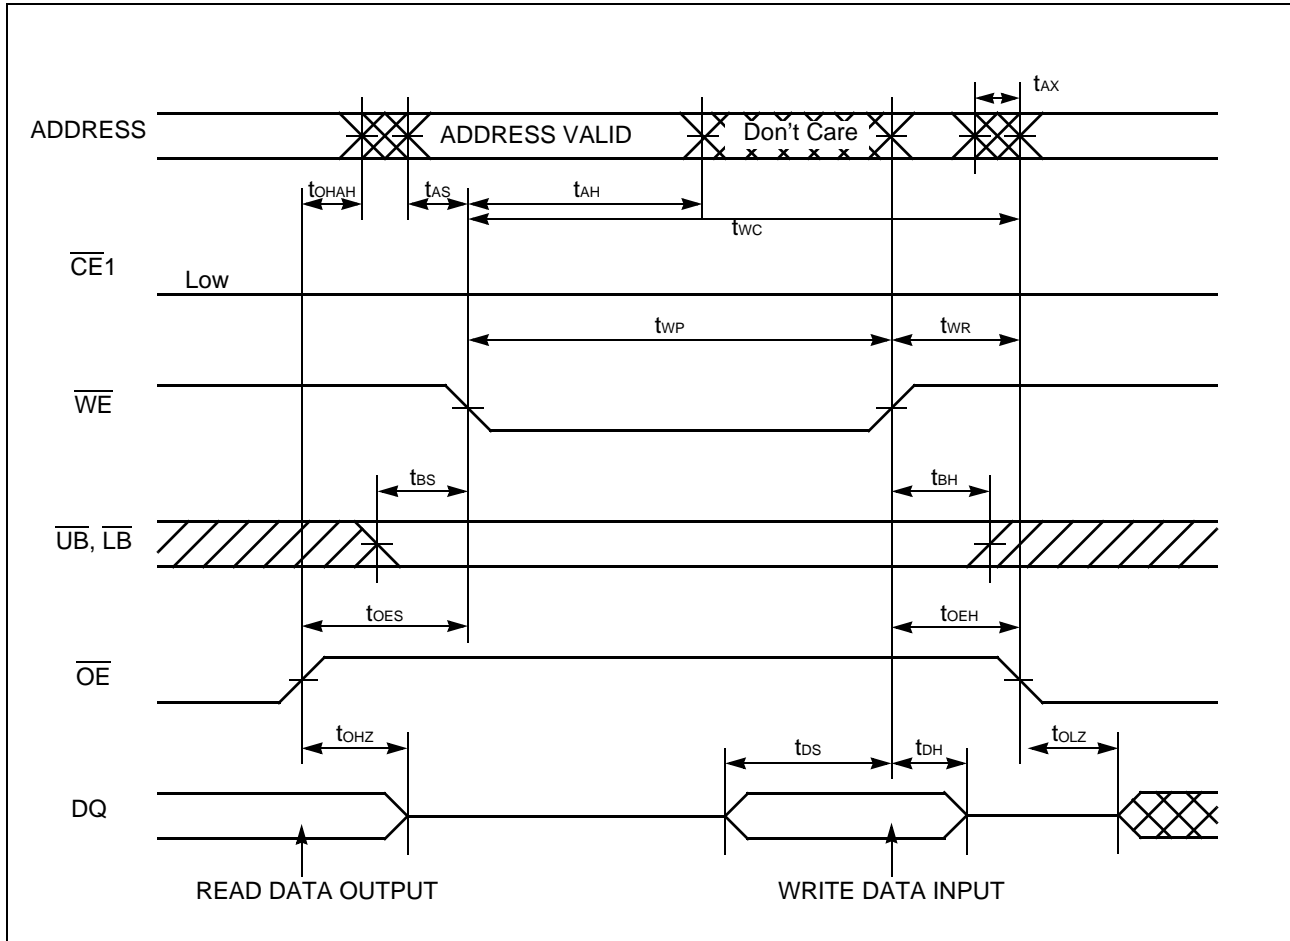 tAX
ADDRESS
ADDRESS VALID
Don't Care
tOHAH
tAS
tAH
tWC
CE1
Low
tWP
tWR
WE
tBS
tBH
UB, LB
tOES
tOEH
OE
tOHZ
tDS
tDH
tOLZ
DQ
READ DATA OUTPUT
WRITE DATA INPUT